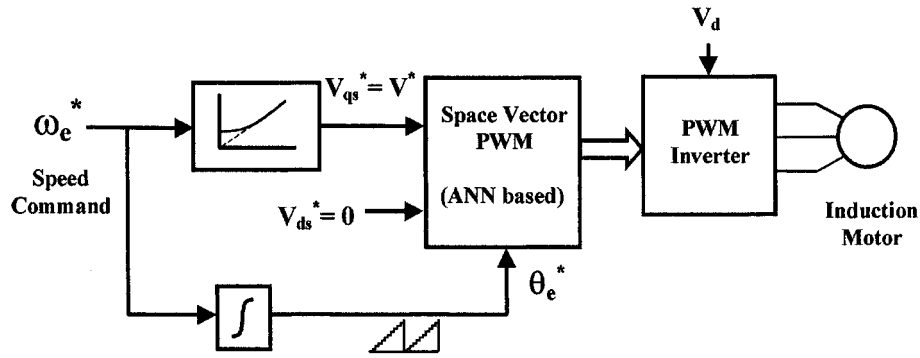 V_d
ω_e^*
Speed
Command
V_qs^* = V^*
V_ds^* = 0
Space Vector
PWM
(ANN based)
PWM
Inverter
Induction
Motor
∫
θ_e^*